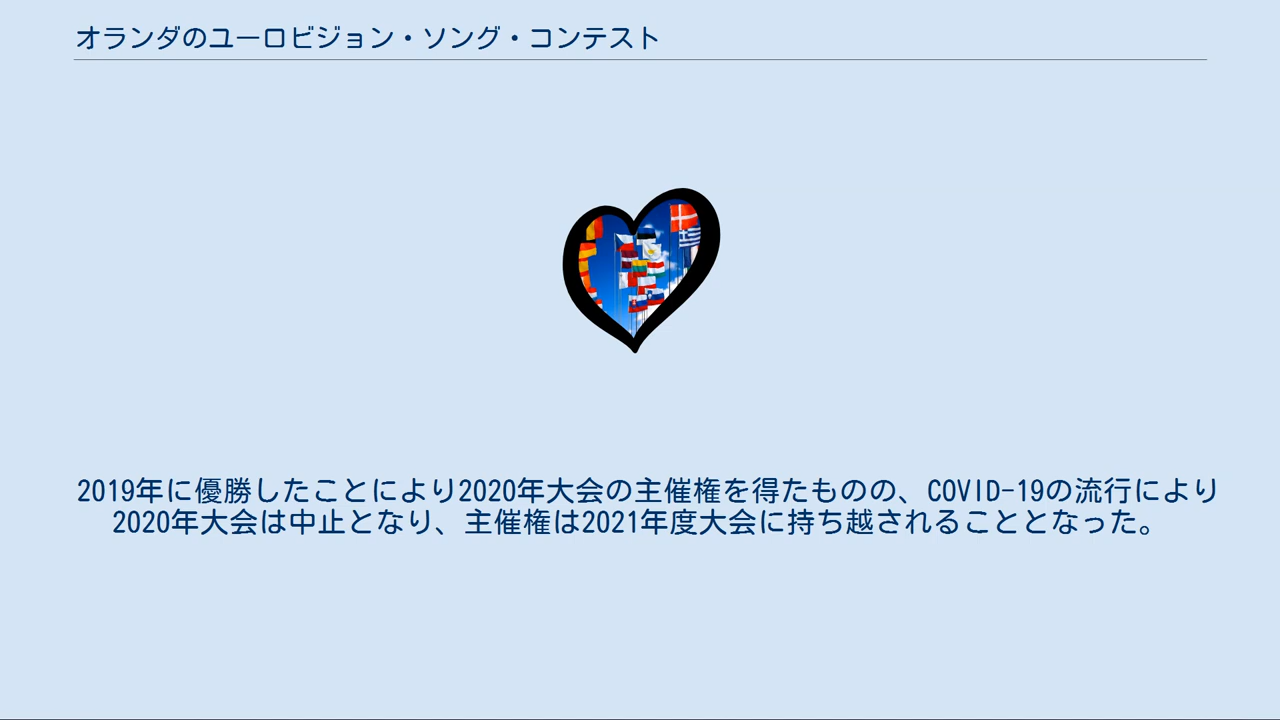 オランダのユーロビジョン・ソング・コンテスト
2019年に優勝したことにより2020年大会の主催権を得たものの、COVID-19の流行により
2020年大会は中止となり、主催権は2021年度大会に持ち越されることとなった。